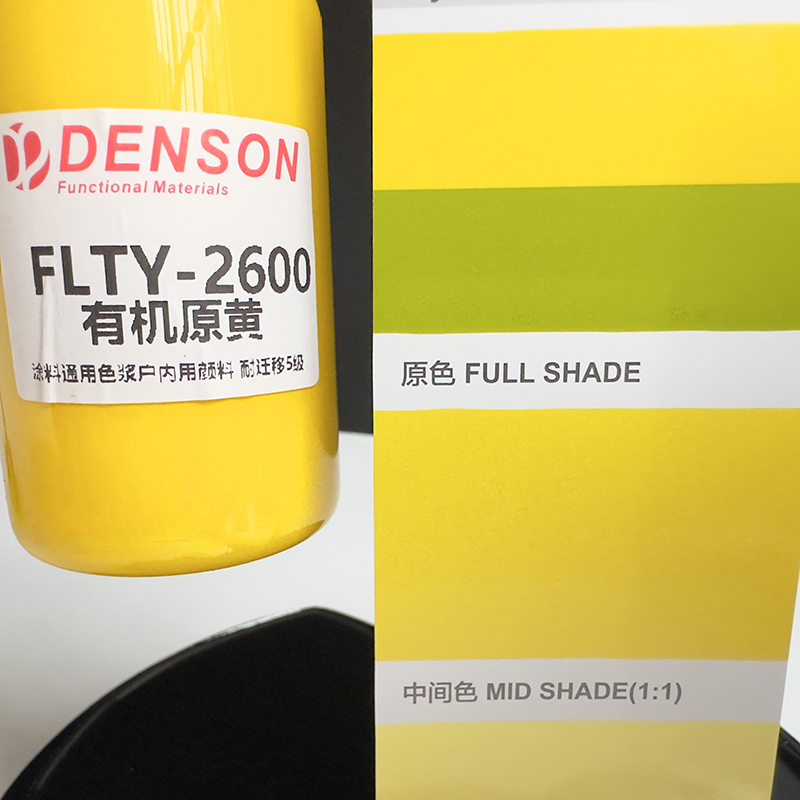 DENSON
Functional Materials
FLTY-2600
有机原黄
涂料通用色浆户内用颜料 耐迁移5级
原色 FULL SHADE
中间色 MID SHADE(1:1)